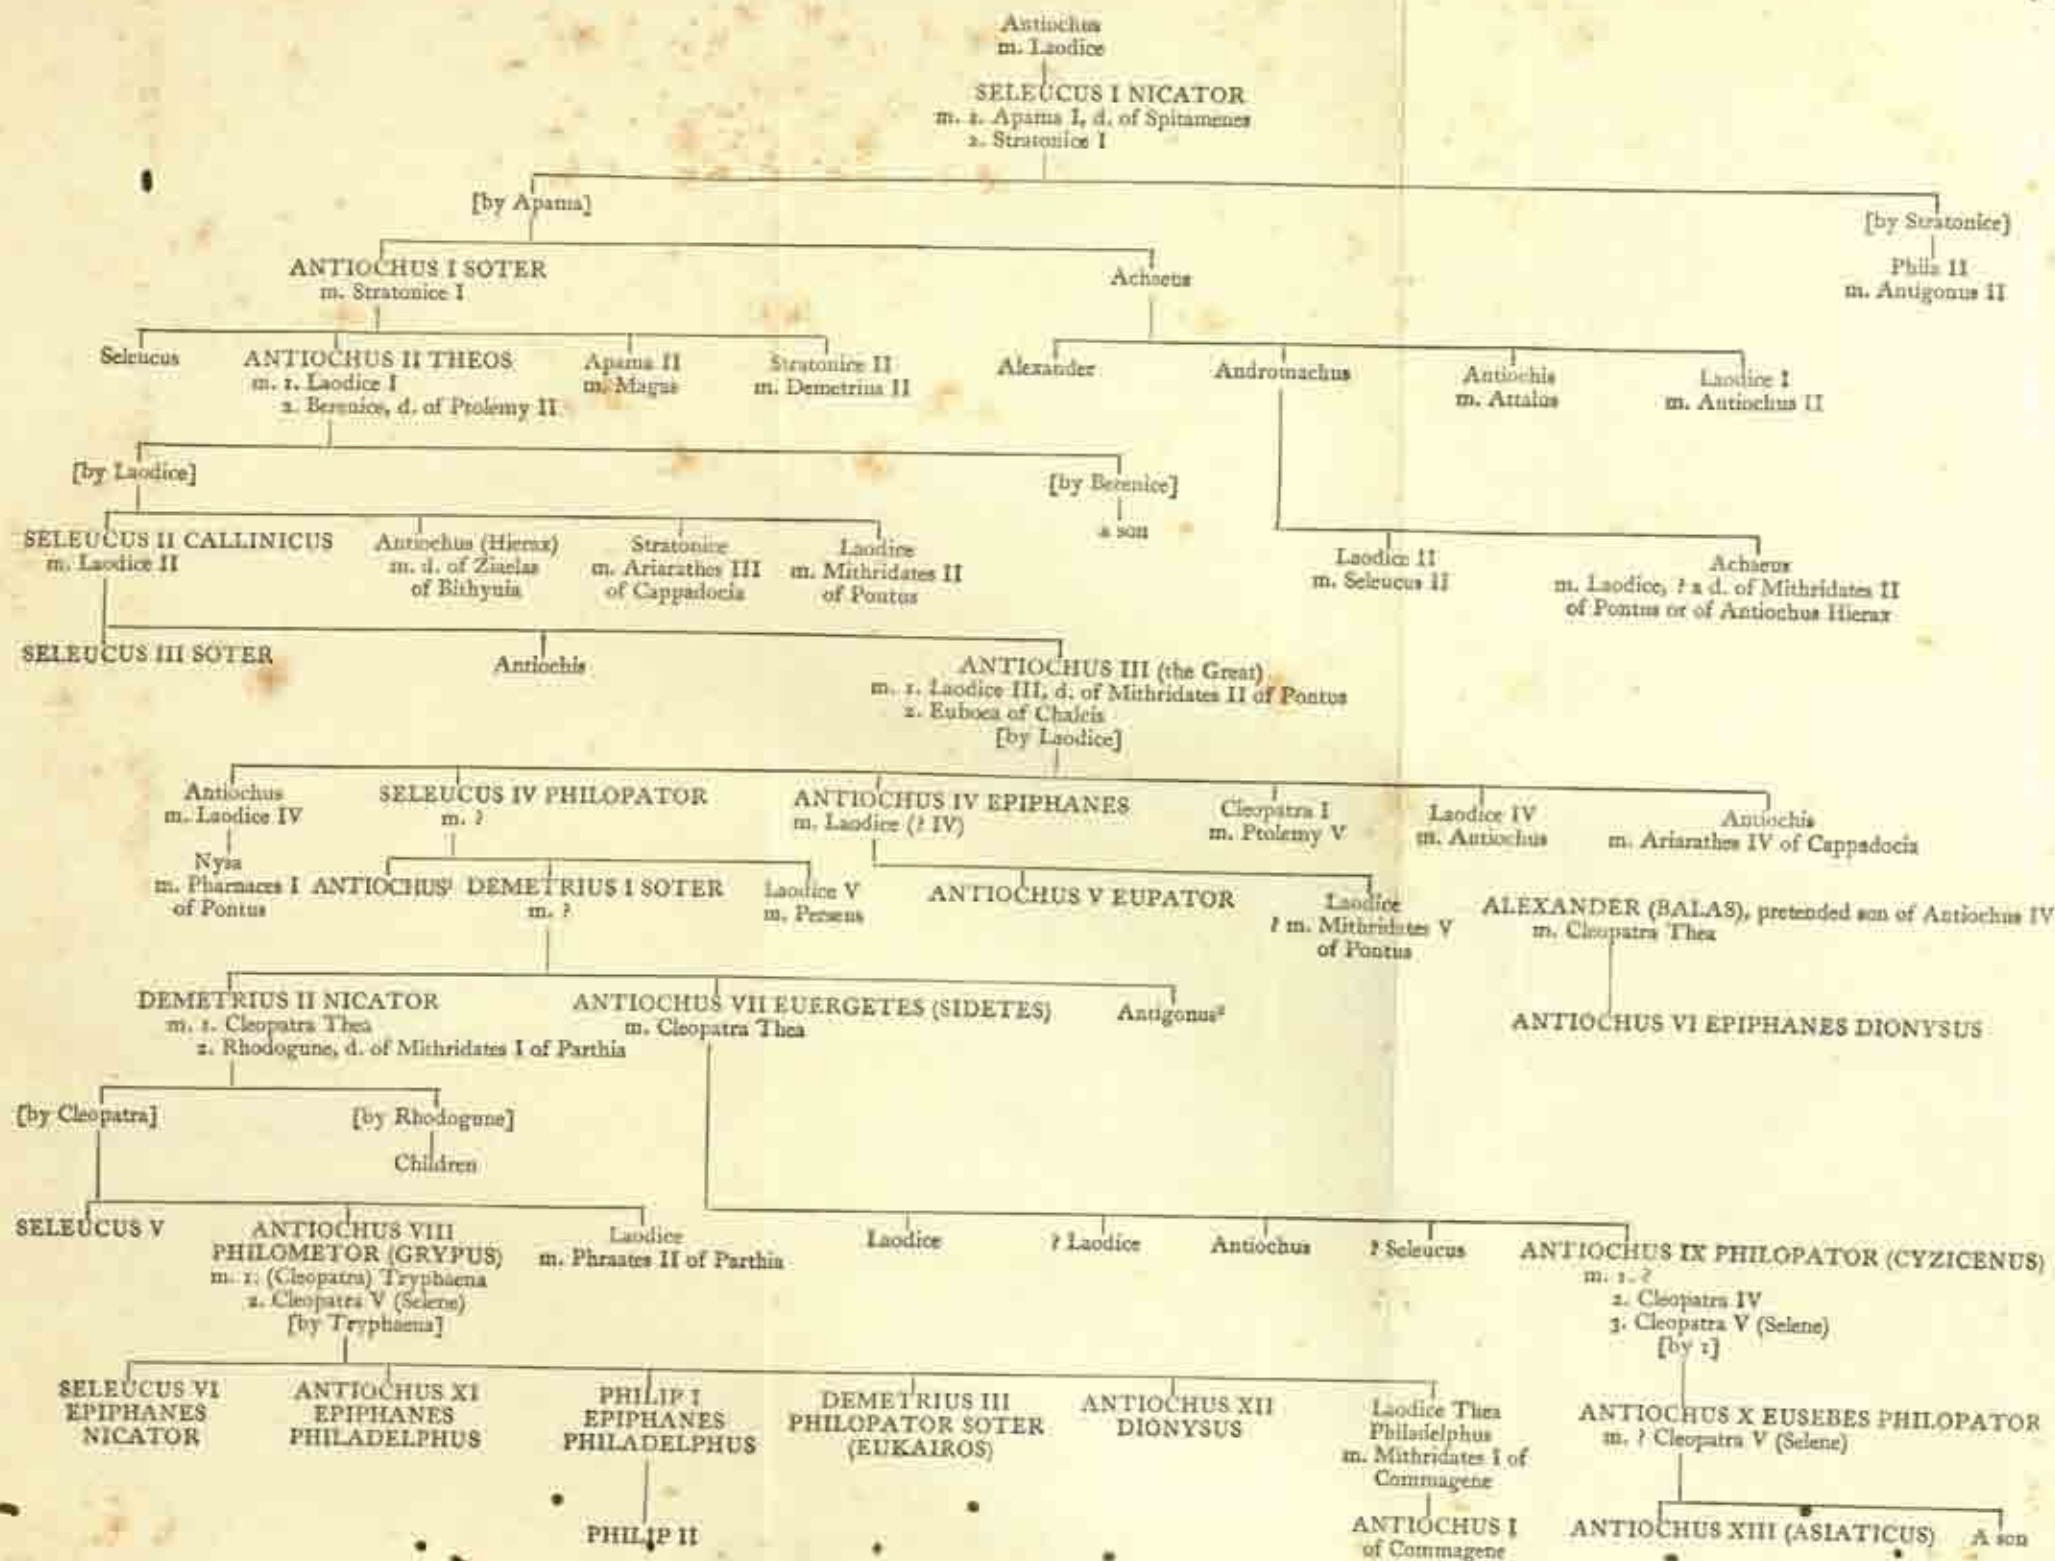 Antiochus
m. Laodice
SELEUCUS I NICATOR
m. 1. Apama I, d. of Spitamenes
2. Stratonice I
[by Apama]
[by Stratonice]
ANTIOCHUS I SOTER
m. Stratonice I
Achaeus
Phila II
m. Antigonus II
Seleucus
ANTIOCHUS II THEOS
m. 1. Laodice I
2. Berenice, d. of Ptolemy II
Apama II
m. Magas
Stratonice II
m. Demetrius II
Alexander
Andromachus
Antiochis
m. Attalus
Laodice I
m. Antiochus II
[by Laodice]
[by Berenice]
a son
SELEUCUS II CALLINICUS
m. Laodice II
Antiochus (Hierax)
m. d. of Ziaelas
of Bithynia
Stratonice
m. Ariarathes III
of Cappadocia
Laodice
m. Mithridates II
of Pontus
Laodice II
m. Seleucus II
Achaeus
m. Laodice, ? a d. of Mithridates II
of Pontus or of Antiochus Hierax
SELEUCUS III SOTER
Antiochis
ANTIOCHUS III (the Great)
m. 1. Laodice III, d. of Mithridates II of Pontus
2. Euboea of Chalcis
[by Laodice]
Antiochus
m. Laodice IV
SELEUCUS IV PHILOPATOR
m. ?
ANTIOCHUS IV EPIPHANES
m. Laodice (? IV)
Cleopatra I
m. Ptolemy V
Laodice IV
m. Antiochus
Antiochis
m. Ariarathes IV of Cappadocia
Nysa
m. Pharnaces I
of Pontus
ANTIOCHUS¹
DEMETRIUS I SOTER
m. ?
Laodice V
m. Perseus
ANTIOCHUS V EUPATOR
Laodice
? m. Mithridates V
of Pontus
ALEXANDER (BALAS), pretended son of Antiochus IV
m. Cleopatra Thea
DEMETRIUS II NICATOR
m. 1. Cleopatra Thea
2. Rhodogune, d. of Mithridates I of Parthia
ANTIOCHUS VII EUERGETES (SIDETES)
m. Cleopatra Thea
Antigonus²
ANTIOCHUS VI EPIPHANES DIONYSUS
[by Cleopatra]
[by Rhodogune]
Children
SELEUCUS V
ANTIOCHUS VIII
PHILOMETOR (GRYPUS)
m. 1. (Cleopatra) Tryphaena
2. Cleopatra V (Selene)
[by Tryphaena]
Laodice
m. Phraates II of Parthia
Laodice
? Laodice
Antiochus
? Seleucus
ANTIOCHUS IX PHILOPATOR (CYZICENUS)
m. 1. ?
2. Cleopatra IV
3. Cleopatra V (Selene)
[by 1]
SELEUCUS VI
EPIPHANES
NICATOR
ANTIOCHUS XI
EPIPHANES
PHILADELPHUS
PHILIP I
EPIPHANES
PHILADELPHUS
DEMETRIUS III
PHILOPATOR SOTER
(EUKAIROS)
ANTIOCHUS XII
DIONYSUS
Laodice Thea
Philadelphus
m. Mithridates I of
Commagene
ANTIOCHUS X EUSEBES PHILOPATOR
m. ? Cleopatra V (Selene)
PHILIP II
ANTIOCHUS I
of Commagene
ANTIOCHUS XIII (ASIATICUS)
A son